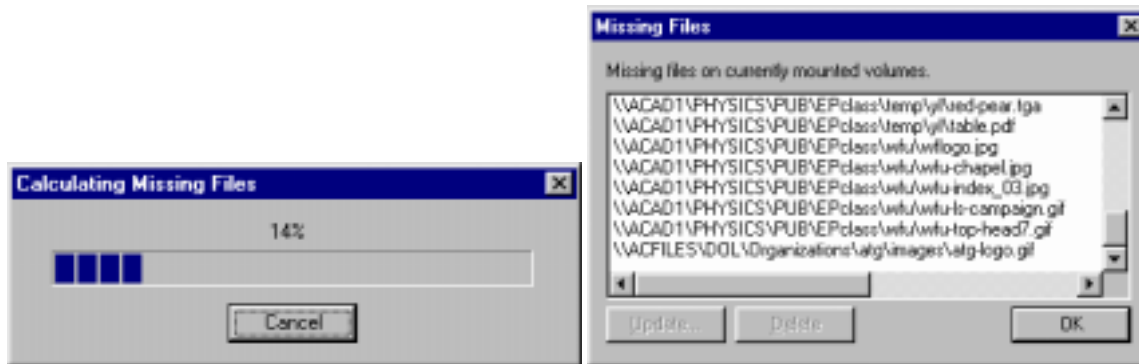 Calculating Missing Files
14%
Cancel
Missing Files
Missing files on currently mounted volumes.
\\ACAD1\PHYSICS\PUB\EPclass\temp\yl\red-pear.tga
\\ACAD1\PHYSICS\PUB\EPclass\temp\yl\table.pdf
\\ACAD1\PHYSICS\PUB\EPclass\wfu\wflogo.jpg
\\ACAD1\PHYSICS\PUB\EPclass\wfu\wfu-chapel.jpg
\\ACAD1\PHYSICS\PUB\EPclass\wfu\wfu-index_03.jpg
\\ACAD1\PHYSICS\PUB\EPclass\wfu\wfu-ls-campaign.gif
\\ACAD1\PHYSICS\PUB\EPclass\wfu\wfu-top-head7.gif
\\ACFILES\DOL\Organizations\atg\images\atg-logo.gif
Update... Delete OK